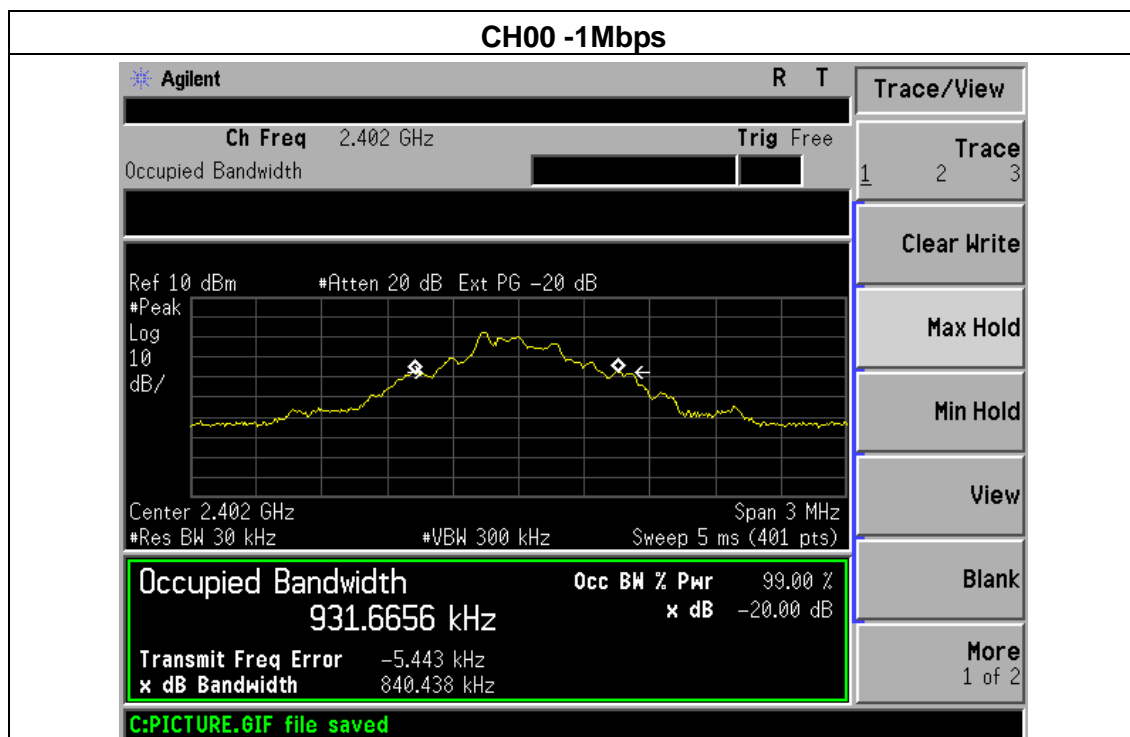 CH00 -1Mbps
Agilent R T
Ch Freq 2.402 GHz Trig Free
Occupied Bandwidth
Ref 10 dBm #Atten 20 dB Ext PG -20 dB
#Peak
Log
10
dB/
Center 2.402 GHz Span 3 MHz
#Res BW 30 kHz #VBW 300 kHz Sweep 5 ms (401 pts)
Occupied Bandwidth Occ BW % Pwr 99.00 %
931.6656 kHz x dB -20.00 dB
Transmit Freq Error -5.443 kHz
x dB Bandwidth 840.438 kHz
C:PICTURE.GIF file saved
Trace/View
Trace
1 2 3
Clear Write
Max Hold
Min Hold
View
Blank
More
1 of 2